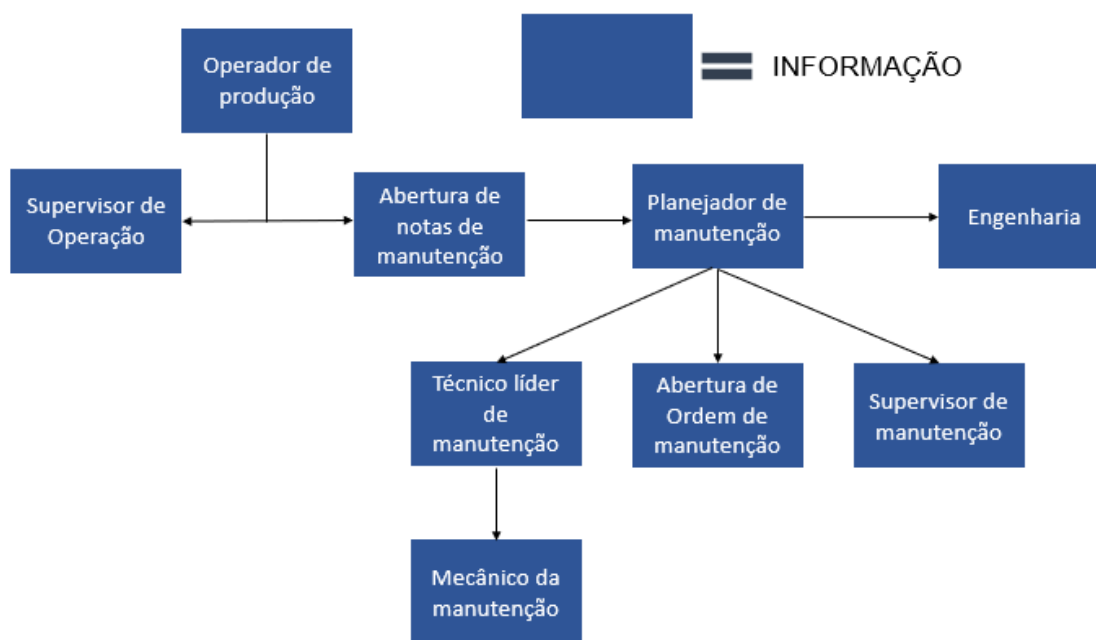 Operador de
produção
INFORMAÇÃO
Supervisor de
Operação
Abertura de
notas de
manutenção
Planejador de
manutenção
Engenharia
Técnico líder
de
manutenção
Abertura de
Ordem de
manutenção
Supervisor de
manutenção
Mecânico da
manutenção